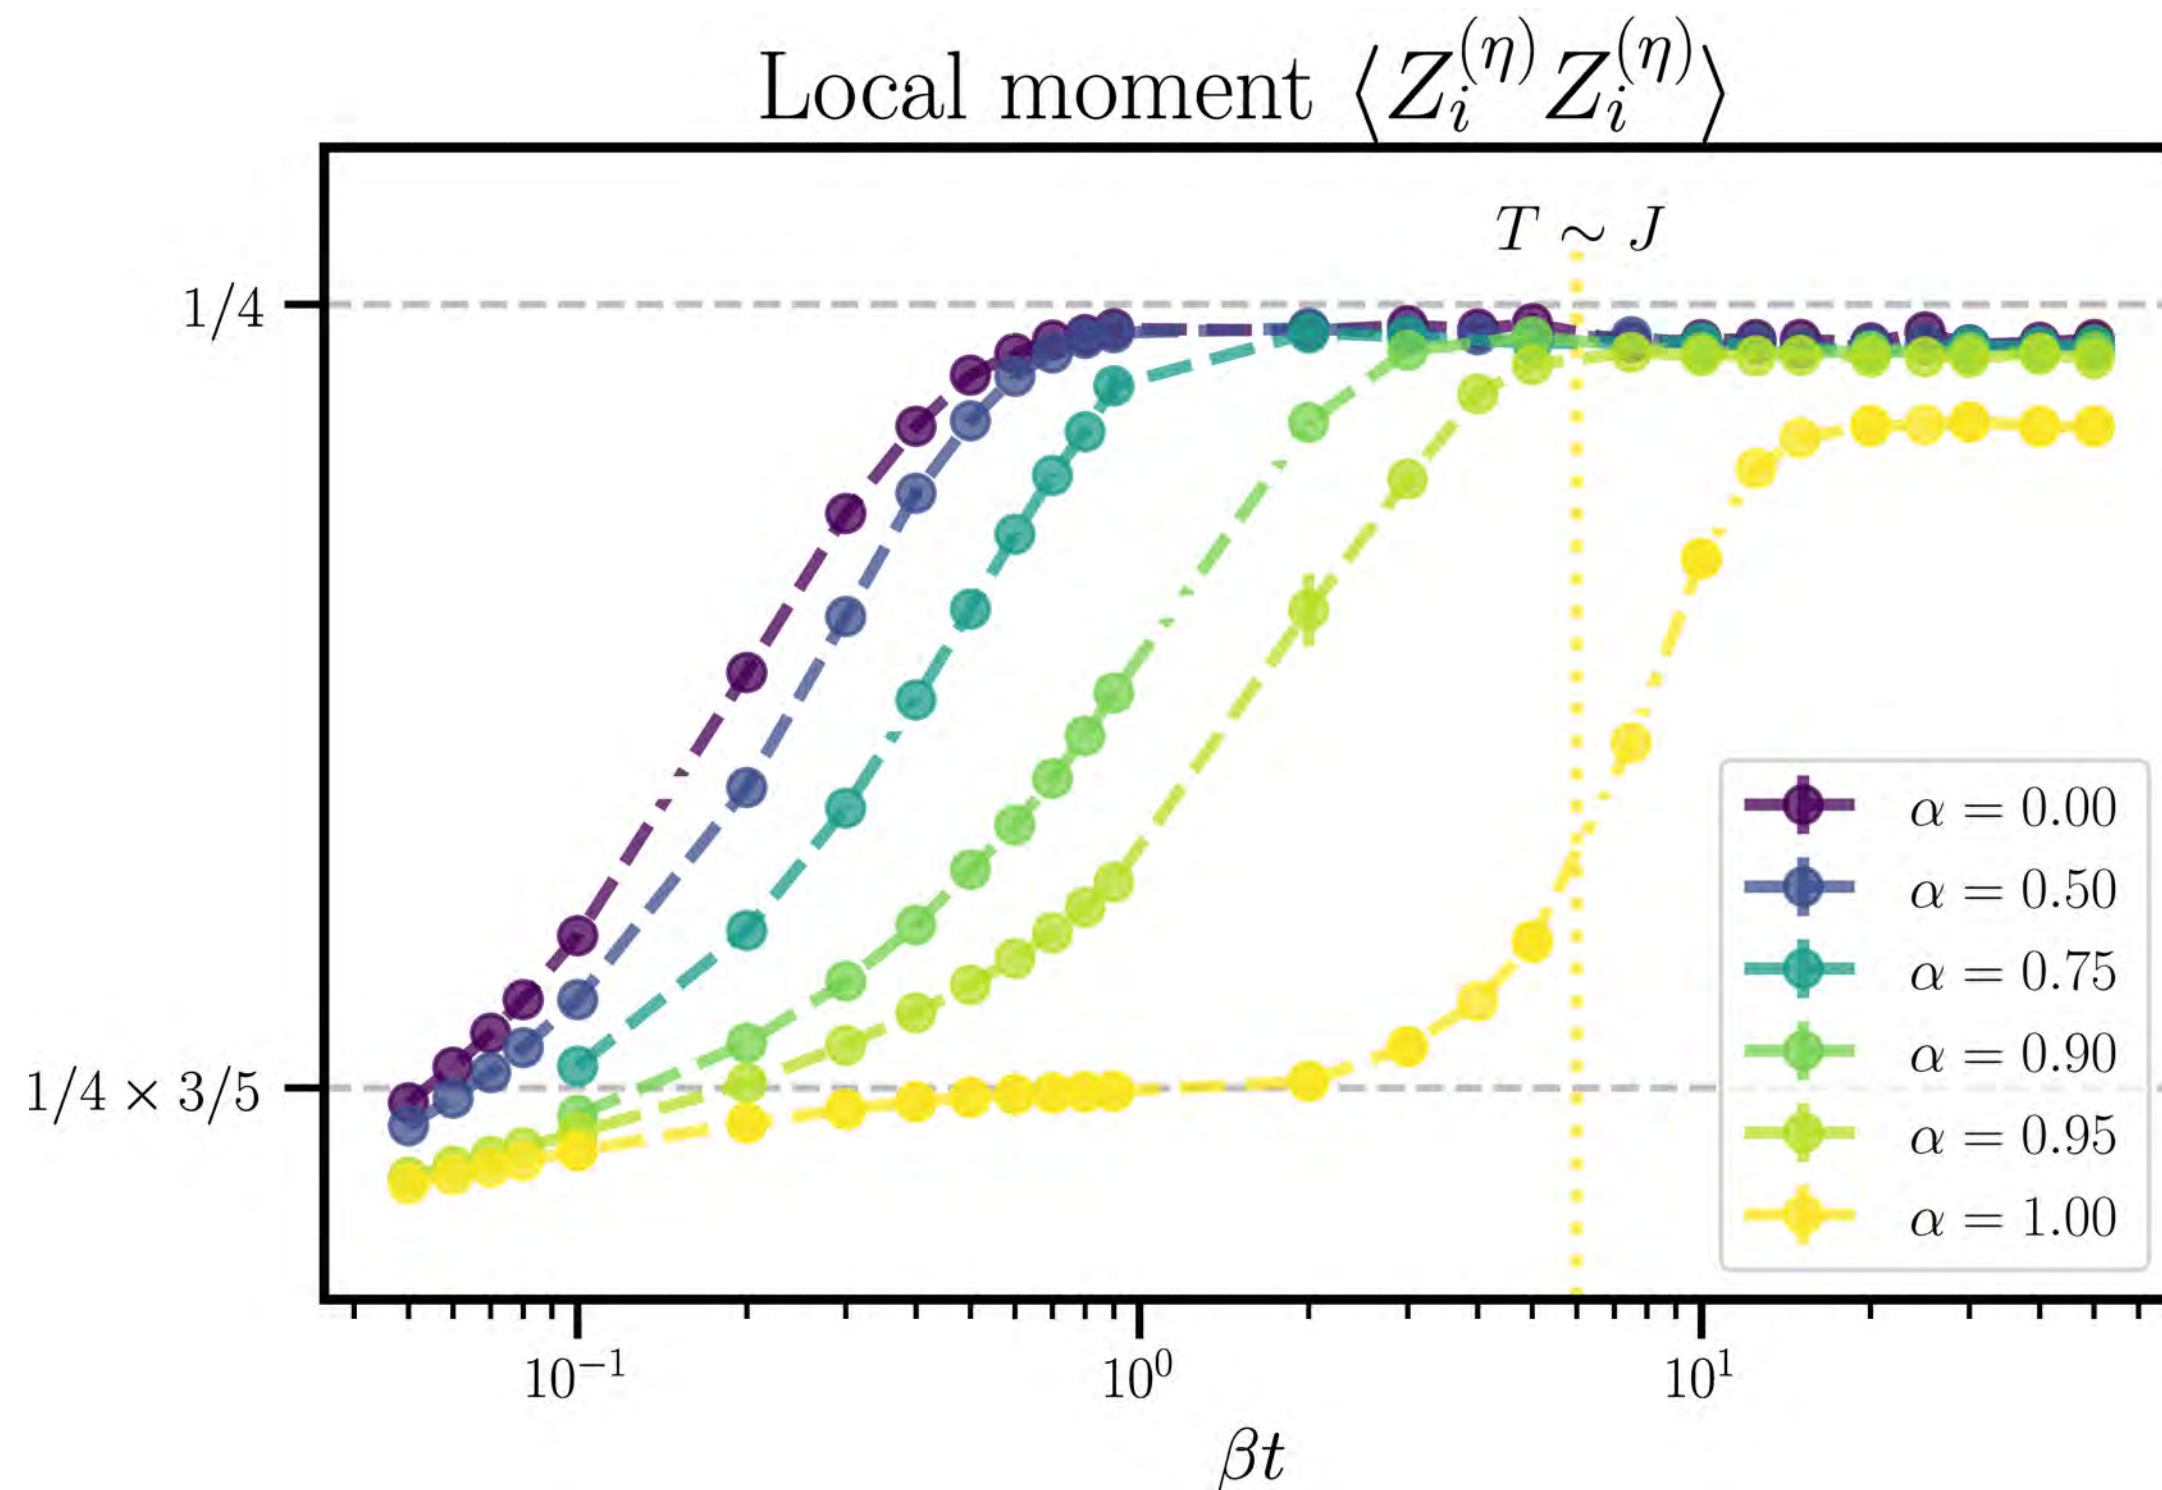 Local moment ⟨Z_i^{(η)} Z_i^{(η)}⟩
T ∼ J
1/4
1/4 × 3/5
α = 0.00
α = 0.50
α = 0.75
α = 0.90
α = 0.95
α = 1.00
10^{−1}
10^{0}
10^{1}
βt